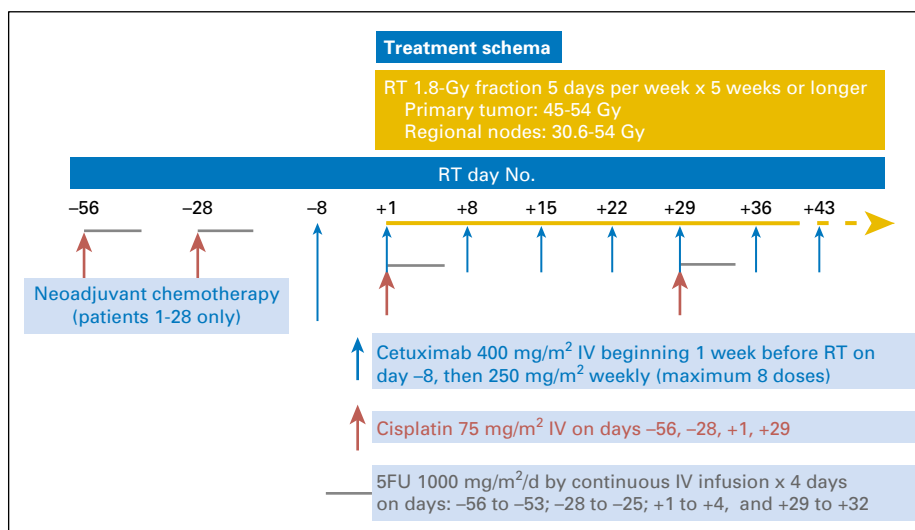 Treatment schema
RT 1.8-Gy fraction 5 days per week x 5 weeks or longer
Primary tumor: 45-54 Gy
Regional nodes: 30.6-54 Gy
RT day No.
–56 –28 –8 +1 +8 +15 +22 +29 +36 +43
Neoadjuvant chemotherapy
(patients 1-28 only)
Cetuximab 400 mg/m² IV beginning 1 week before RT on
day –8, then 250 mg/m² weekly (maximum 8 doses)
Cisplatin 75 mg/m² IV on days –56, –28, +1, +29
5FU 1000 mg/m²/d by continuous IV infusion x 4 days
on days: –56 to –53; –28 to –25; +1 to +4, and +29 to +32